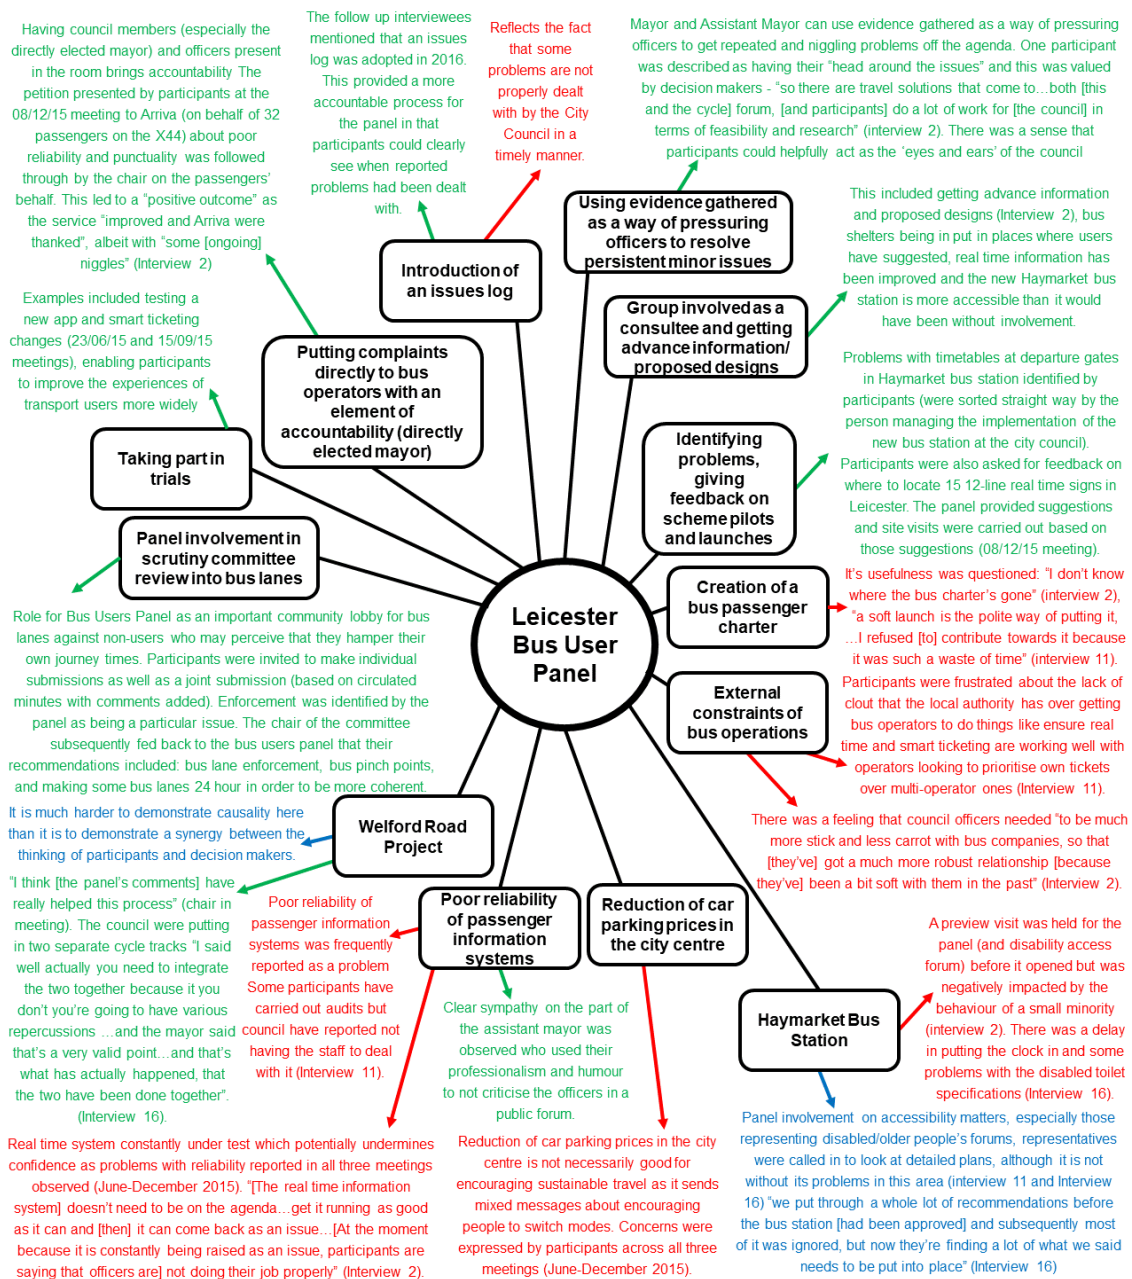 Having council members (especially the
directly elected mayor) and officers present
in the room brings accountability The
petition presented by participants at the
08/12/15 meeting to Arriva (on behalf of 32
passengers on the X44) about poor
reliability and punctuality was followed
through by the chair on the passengers'
behalf. This led to a “positive outcome” as
the service “improved and Arriva were
thanked”, albeit with “some [ongoing]
niggles” (Interview 2)
The follow up interviewees
mentioned that an issues
log was adopted in 2016.
This provided a more
accountable process for
the panel in that
participants could clearly
see when reported
problems had been dealt
with.
Reflects the fact
that some
problems are not
properly dealt
with by the City
Council in a
timely manner.
Mayor and Assistant Mayor can use evidence gathered as a way of pressuring
officers to get repeated and niggling problems off the agenda. One participant
was described as having their “head around the issues” and this was valued
by decision makers - “so there are travel solutions that come to…both [this
and the cycle] forum, [and participants] do a lot of work for [the council] in
terms of feasibility and research” (interview 2). There was a sense that
participants could helpfully act as the ‘eyes and ears’ of the council
Using evidence gathered
as a way of pressuring
officers to resolve
persistent minor issues
This included getting advance information
and proposed designs (Interview 2), bus
shelters being in put in places where users
have suggested, real time information has
been improved and the new Haymarket bus
station is more accessible than it would
have been without involvement.
Introduction of
an issues log
Group involved as a
consultee and getting
advance information/
proposed designs
Examples included testing a
new app and smart ticketing
changes (23/06/15 and 15/09/15
meetings), enabling participants
to improve the experiences of
transport users more widely
Putting complaints
directly to bus
operators with an
element of
accountability (directly
elected mayor)
Problems with timetables at departure gates
in Haymarket bus station identified by
participants (were sorted straight way by the
person managing the implementation of the
new bus station at the city council).
Participants were also asked for feedback on
where to locate 15 12-line real time signs in
Leicester. The panel provided suggestions
and site visits were carried out based on
those suggestions (08/12/15 meeting).
Identifying
problems,
giving
feedback on
scheme pilots
and launches
Taking part in
trials
Panel involvement in
scrutiny committee
review into bus lanes
Creation of a
bus passenger
charter
It’s usefulness was questioned: “I don’t know
where the bus charter’s gone” (interview 2),
“a soft launch is the polite way of putting it,
…I refused [to] contribute towards it because
it was such a waste of time” (interview 11).
Leicester
Bus User
Panel
Role for Bus Users Panel as an important community lobby for bus
lanes against non-users who may perceive that they hamper their
own journey times. Participants were invited to make individual
submissions as well as a joint submission (based on circulated
minutes with comments added). Enforcement was identified by the
panel as being a particular issue. The chair of the committee
subsequently fed back to the bus users panel that their
recommendations included: bus lane enforcement, bus pinch points,
and making some bus lanes 24 hour in order to be more coherent.
External
constraints of
bus operations
Participants were frustrated about the lack of
clout that the local authority has over getting
bus operators to do things like ensure real
time and smart ticketing are working well with
operators looking to prioritise own tickets
over multi-operator ones (Interview 11).
There was a feeling that council officers needed “to be much
more stick and less carrot with bus companies, so that
[they’ve] got a much more robust relationship [because
they’ve] been a bit soft with them in the past” (Interview 2).
It is much harder to demonstrate causality here
than it is to demonstrate a synergy between the
thinking of participants and decision makers.
Welford Road
Project
“I think [the panel’s comments] have
really helped this process” (chair in
meeting). The council were putting
in two separate cycle tracks “I said
well actually you need to integrate
the two together because it you
don’t you’re going to have various
repercussions …and the mayor said
that’s a very valid point…and that’s
what has actually happened, that
the two have been done together”.
(Interview 16).
Poor reliability of
passenger information
systems was frequently
reported as a problem
Some participants have
carried out audits but
council have reported not
having the staff to deal
with it (Interview 11).
Poor reliability
of passenger
information
systems
Reduction of car
parking prices in
the city centre
Clear sympathy on the part of
the assistant mayor was
observed who used their
professionalism and humour
to not criticise the officers in a
public forum.
Haymarket Bus
Station
A preview visit was held for the
panel (and disability access
forum) before it opened but was
negatively impacted by the
behaviour of a small minority
(interview 2). There was a delay
in putting the clock in and some
problems with the disabled toilet
specifications (Interview 16).
Real time system constantly under test which potentially undermines
confidence as problems with reliability reported in all three meetings
observed (June-December 2015). “[The real time information
system] doesn’t need to be on the agenda…get it running as good
as it can and [then] it can come back as an issue…[At the moment
because it is constantly being raised as an issue, participants are
saying that officers are] not doing their job properly” (Interview 2).
Reduction of car parking prices in the city
centre is not necessarily good for
encouraging sustainable travel as it sends
mixed messages about encouraging
people to switch modes. Concerns were
expressed by participants across all three
meetings (June-December 2015).
Panel involvement on accessibility matters, especially those
representing disabled/older people’s forums, representatives
were called in to look at detailed plans, although it is not
without its problems in this area (interview 11 and Interview
16) “we put through a whole lot of recommendations before
the bus station [had been approved] and subsequently most
of it was ignored, but now they’re finding a lot of what we said
needs to be put into place” (Interview 16)